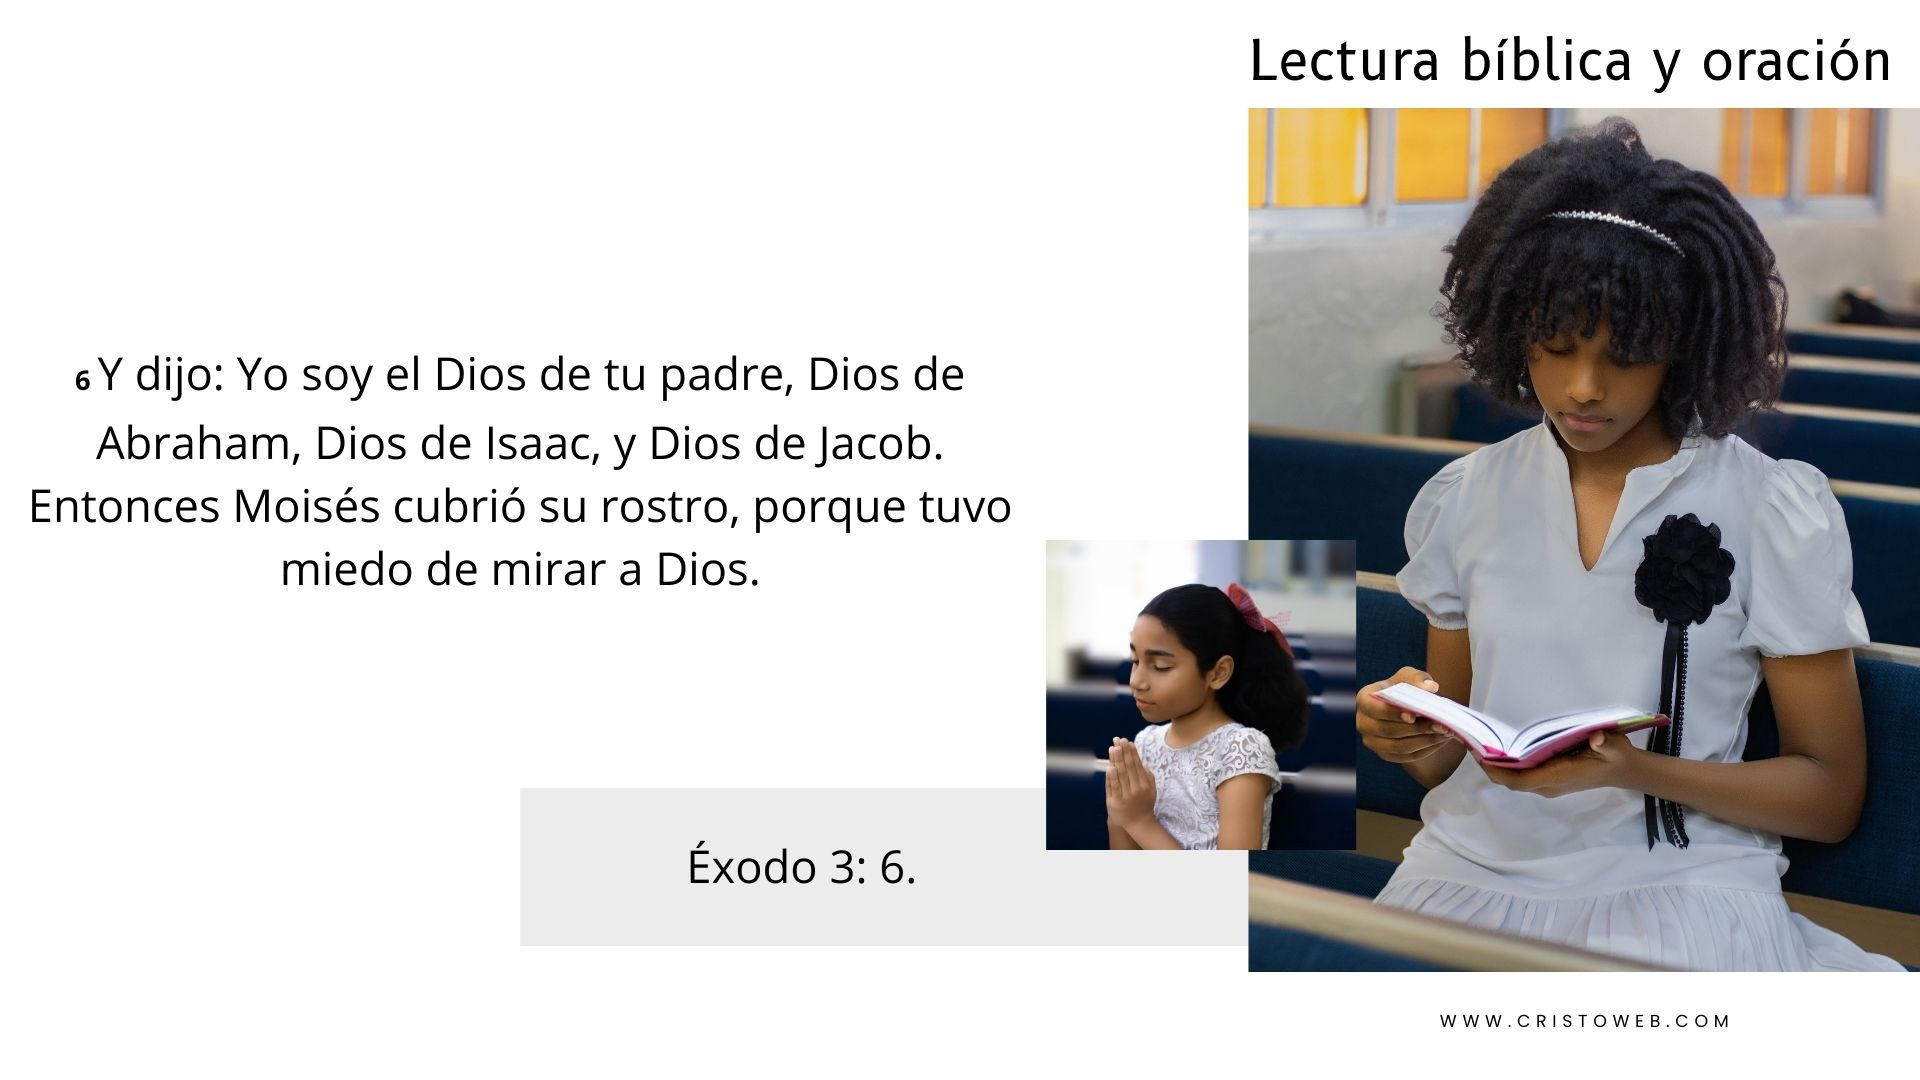 Lectura bíblica y oración
6 Y dijo: Yo soy el Dios de tu padre, Dios de
Abraham, Dios de Isaac, y Dios de Jacob.
Entonces Moisés cubrió su rostro, porque tuvo
miedo de mirar a Dios.
Éxodo 3: 6.
WWW.CRISTOWEB.COM